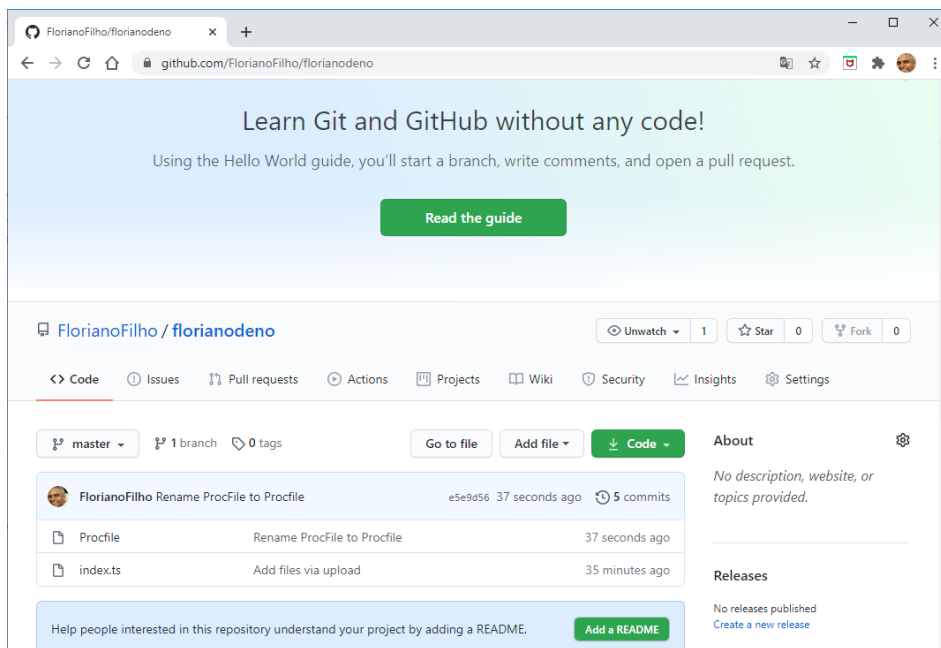 FlorianoFilho/florianodeno
github.com/FlorianoFilho/florianodeno
Learn Git and GitHub without any code!
Using the Hello World guide, you’ll start a branch, write comments, and open a pull request.
Read the guide
FlorianoFilho / florianodeno
Unwatch 1 Star 0 Fork 0
Code Issues Pull requests Actions Projects Wiki Security Insights Settings
master 1 branch 0 tags Go to file Add file Code
FlorianoFilho Rename ProcFile to Procfile e5e9d56 37 seconds ago 5 commits
Procfile Rename ProcFile to Procfile 37 seconds ago
index.ts Add files via upload 35 minutes ago
Help people interested in this repository understand your project by adding a README. Add a README
About
No description, website, or
topics provided.
Releases
No releases published
Create a new release